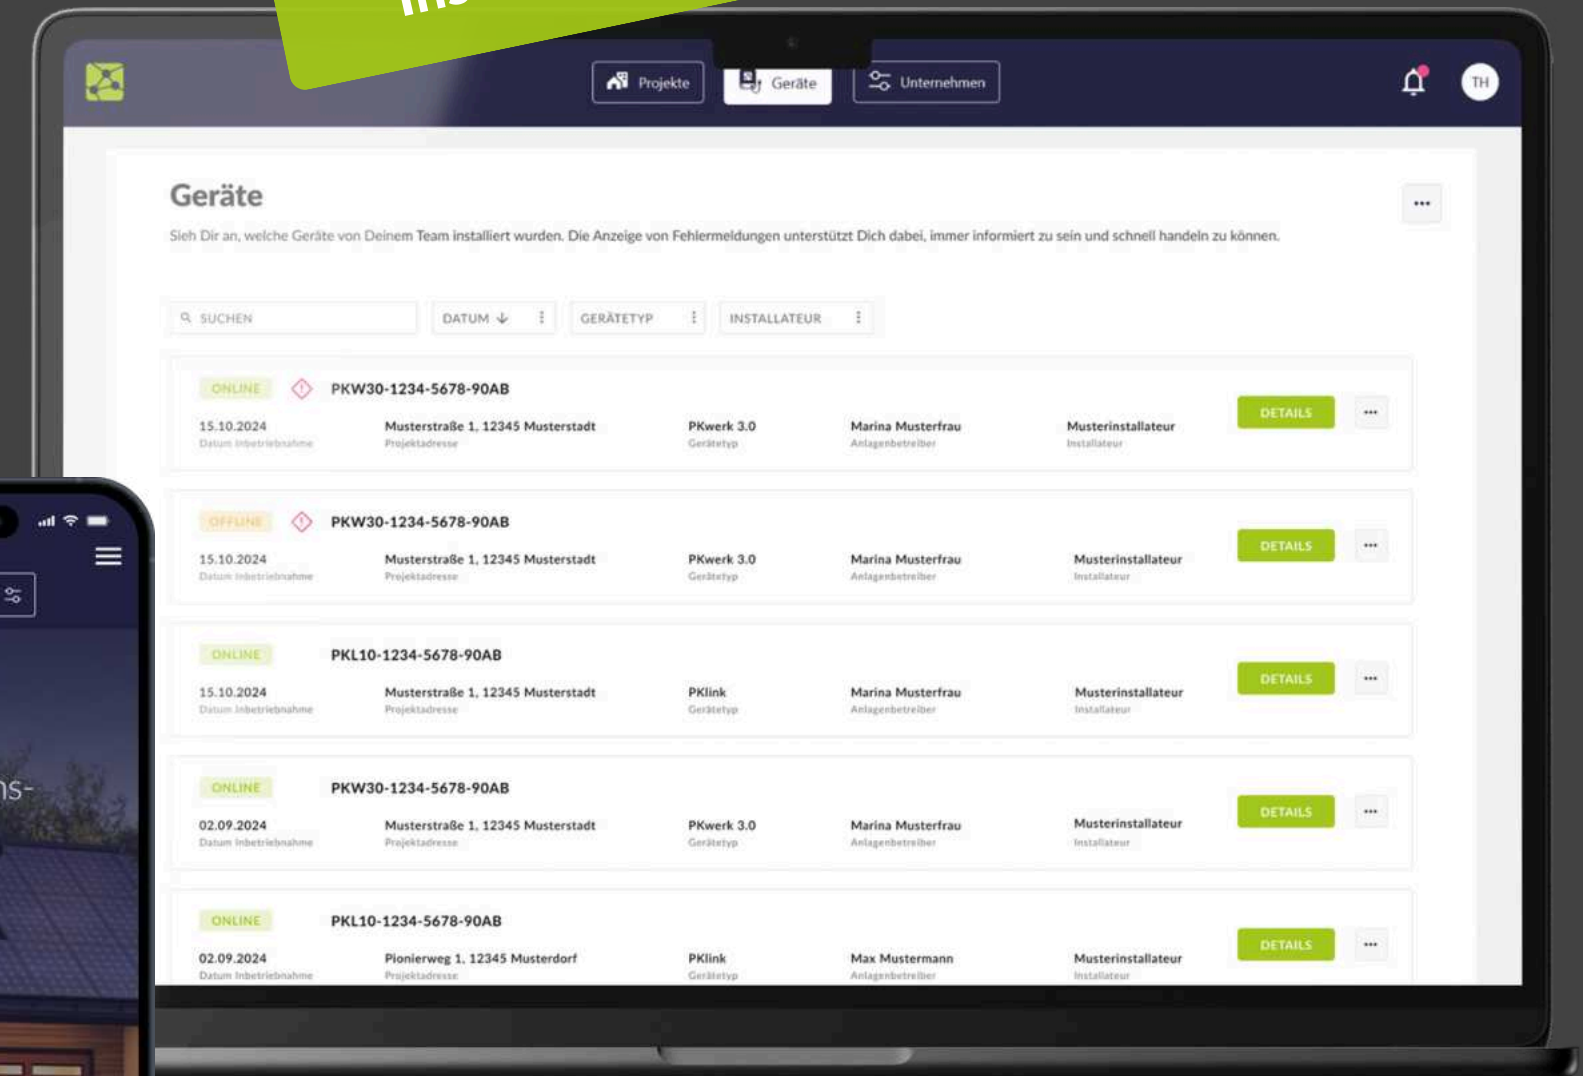 Projekte
Geräte
Unternehmen
TH
Geräte
Sieh Dir an, welche Geräte von Deinem Team installiert wurden. Die Anzeige von Fehlermeldungen unterstützt Dich dabei, immer informiert zu sein und schnell handeln zu können.
SUCHEN
DATUM
GERÄTETYP
INSTALLATEUR
ONLINE PKW30-1234-5678-90AB
15.10.2024 Musterstraße 1, 12345 Musterstadt PKwerk 3.0 Marina Musterfrau Musterinstallateur DETAILS
Datum Inbetriebnahme Projektadresse Gerätetyp Anlagenbetreiber Installateur
OFFLINE PKW30-1234-5678-90AB
15.10.2024 Musterstraße 1, 12345 Musterstadt PKwerk 3.0 Marina Musterfrau Musterinstallateur DETAILS
Datum Inbetriebnahme Projektadresse Gerätetyp Anlagenbetreiber Installateur
ONLINE PKL10-1234-5678-90AB
15.10.2024 Musterstraße 1, 12345 Musterstadt PKlink Marina Musterfrau Musterinstallateur DETAILS
Datum Inbetriebnahme Projektadresse Gerätetyp Anlagenbetreiber Installateur
ONLINE PKW30-1234-5678-90AB
02.09.2024 Musterstraße 1, 12345 Musterstadt PKwerk 3.0 Marina Musterfrau Musterinstallateur DETAILS
Datum Inbetriebnahme Projektadresse Gerätetyp Anlagenbetreiber Installateur
ONLINE PKL10-1234-5678-90AB
02.09.2024 Pionierweg 1, 12345 Musterdorf PKlink Max Mustermann Musterinstallateur DETAILS
Datum Inbetriebnahme Projektadresse Gerätetyp Anlagenbetreiber Installateur